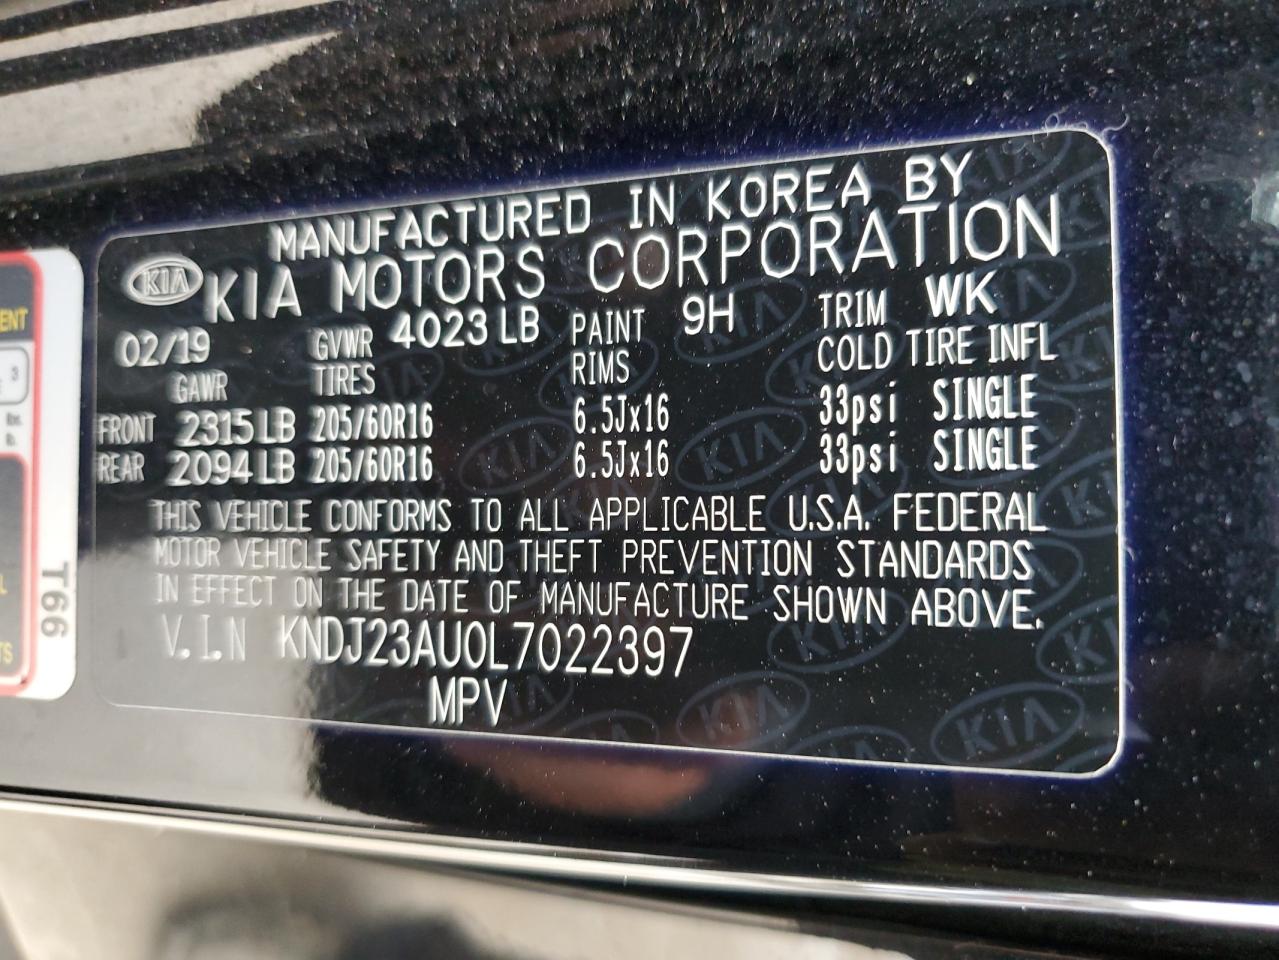 MANUFACTURED IN KOREA BY
KIA KIA MOTORS CORPORATION
02/19 GVWR 4023 LB PAINT 9H TRIM WK
GAWR TIRES RIMS COLD TIRE INFL
FRONT 2315 LB 205/60R16 6.5Jx16 33psi SINGLE
REAR 2094 LB 205/60R16 6.5Jx16 33psi SINGLE
THIS VEHICLE CONFORMS TO ALL APPLICABLE U.S.A. FEDERAL
MOTOR VEHICLE SAFETY AND THEFT PREVENTION STANDARDS
IN EFFECT ON THE DATE OF MANUFACTURE SHOWN ABOVE.
V.I.N KNDJ23AU0L7022397
MPV
T66
3